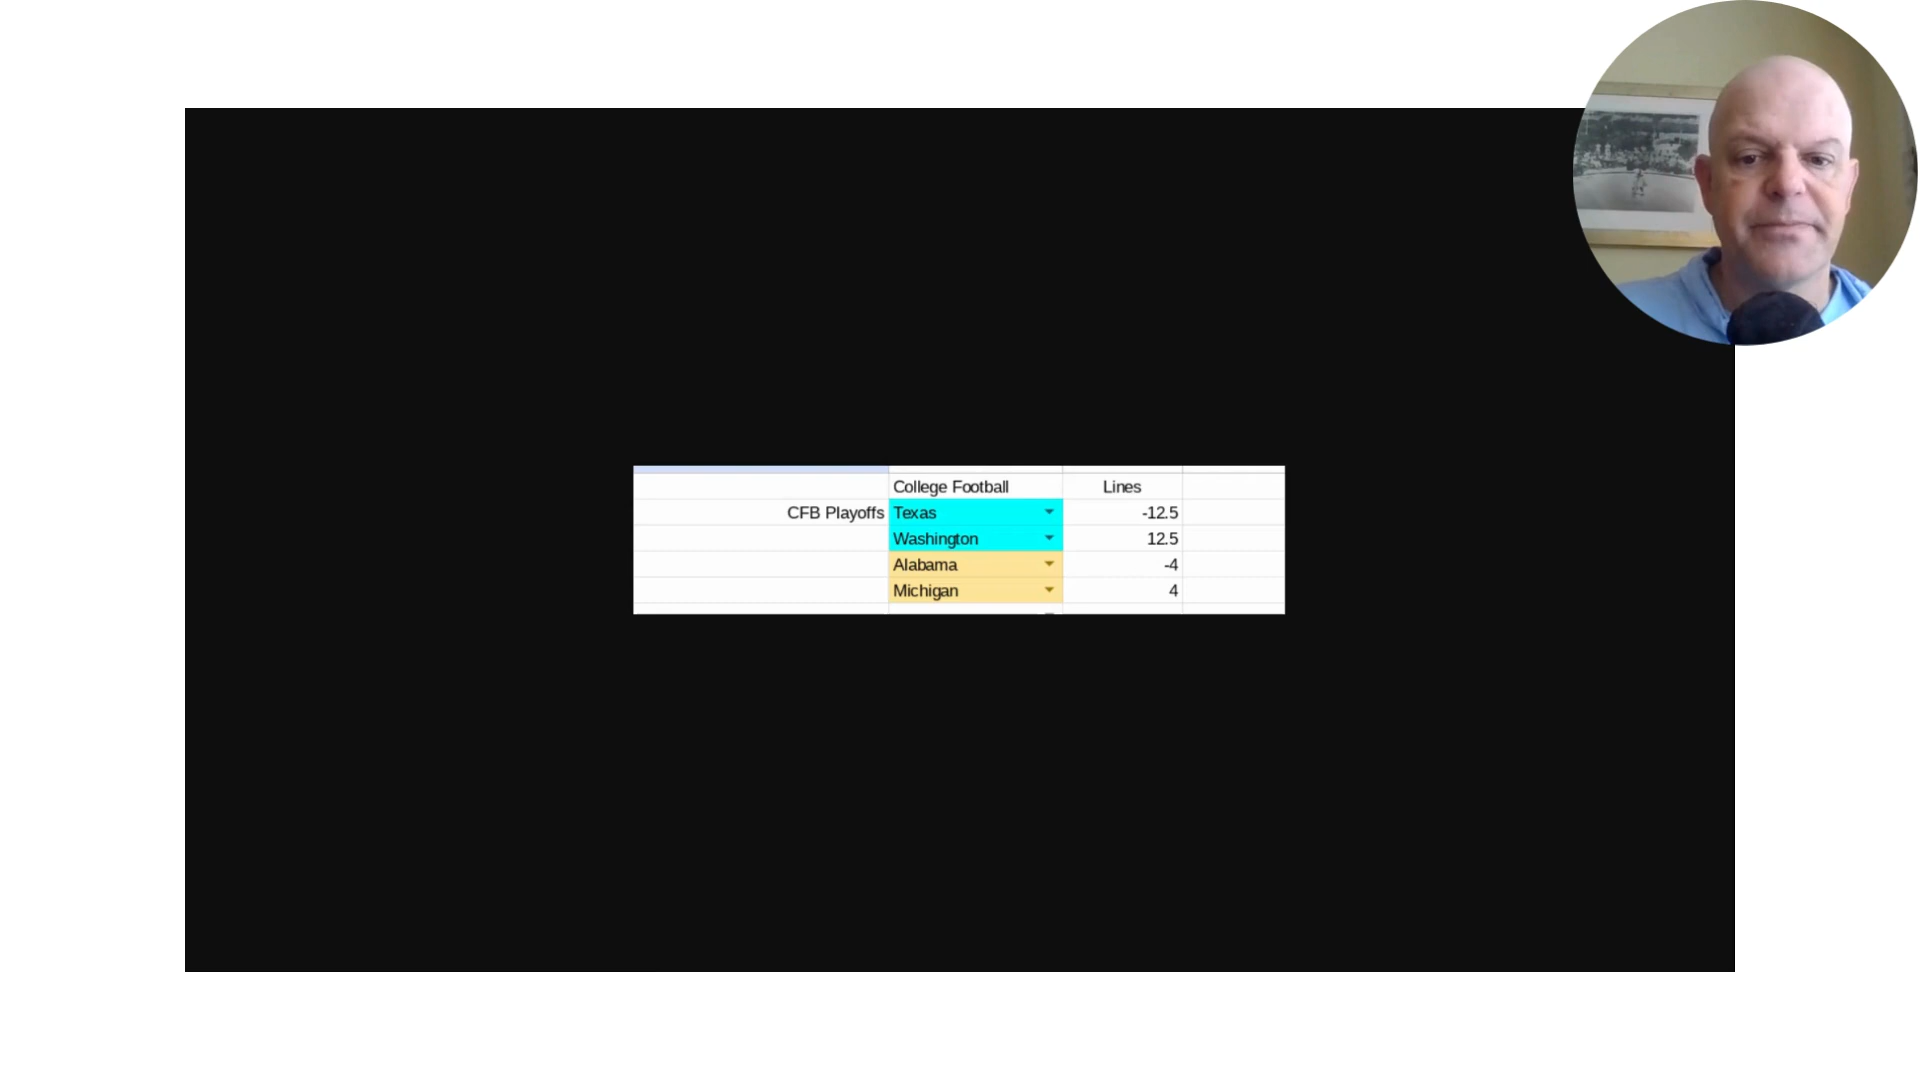 College Football Lines
CFB Playoffs Texas -12.5
Washington 12.5
Alabama -4
Michigan 4